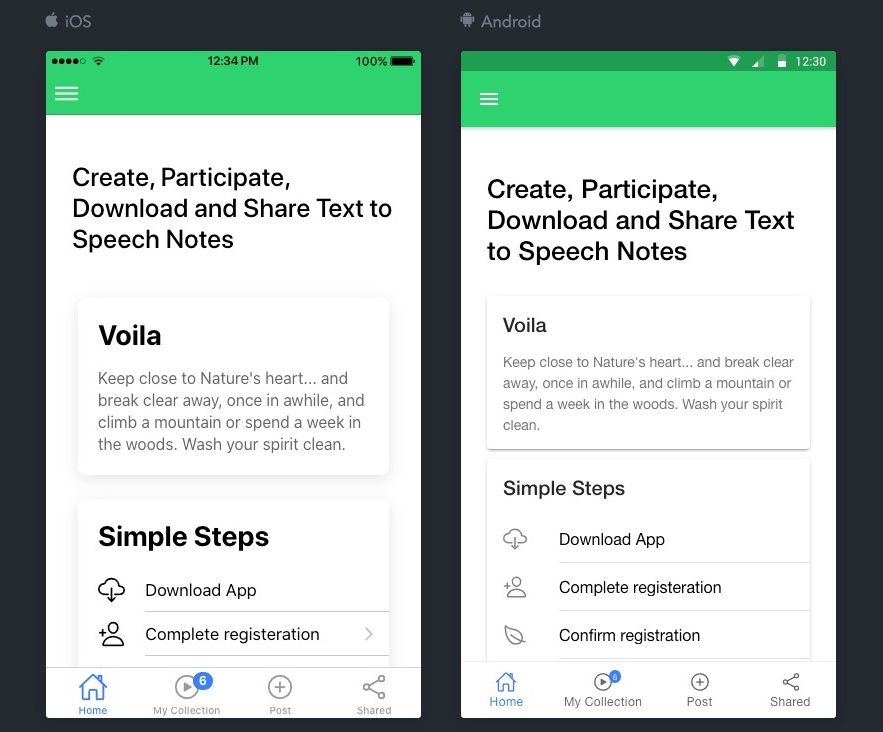 iOS
12:34 PM
100%
Create, Participate,
Download and Share Text to
Speech Notes
Voila
Keep close to Nature's heart... and
break clear away, once in awhile, and
climb a mountain or spend a week in
the woods. Wash your spirit clean.
Simple Steps
Download App
Complete registeration
6
Home
My Collection
Post
Shared
Android
12:30
Create, Participate,
Download and Share Text
to Speech Notes
Voila
Keep close to Nature's heart... and break clear
away, once in awhile, and climb a mountain or
spend a week in the woods. Wash your spirit
clean.
Simple Steps
Download App
Complete registeration
Confirm registration
6
Home
My Collection
Post
Shared